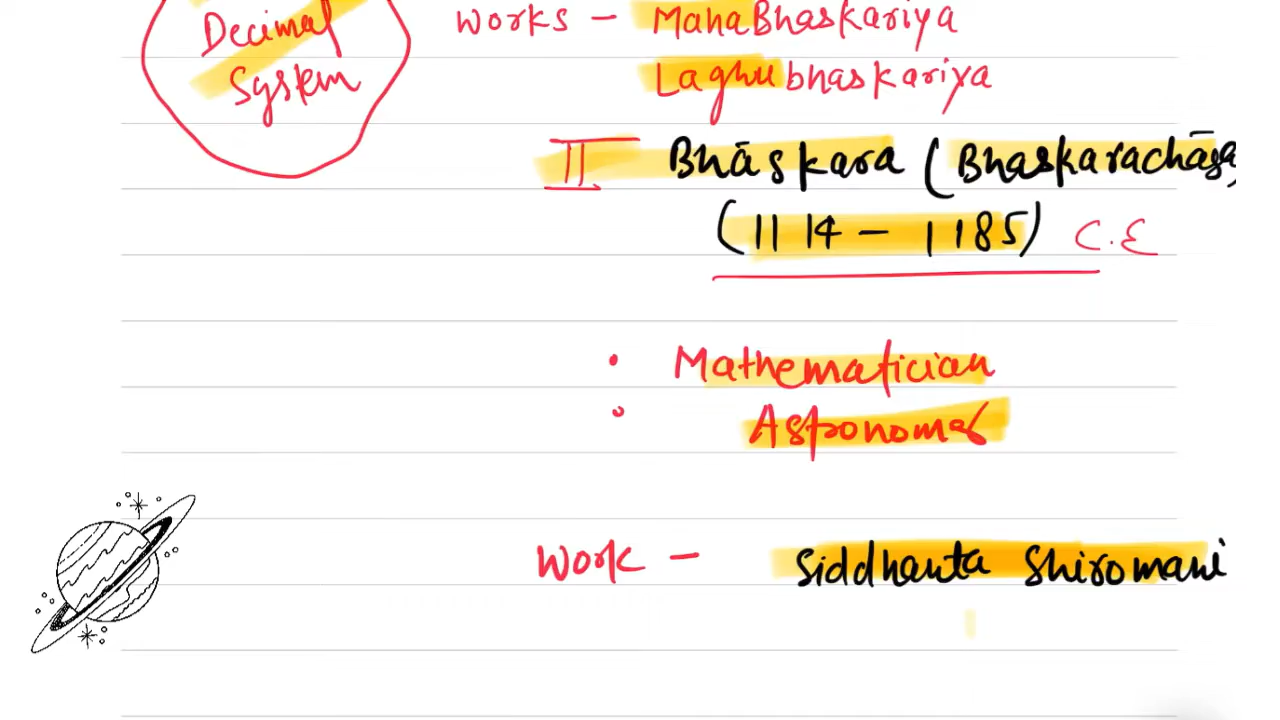 Decimal
System
Works - MahaBhaskariya
Laghubhaskariya
II Bhāskara (Bhaskarachārya)
(1114 - 1185) C.E
• Mathematician
• Astronomer
Work - Siddhanta Shiromani